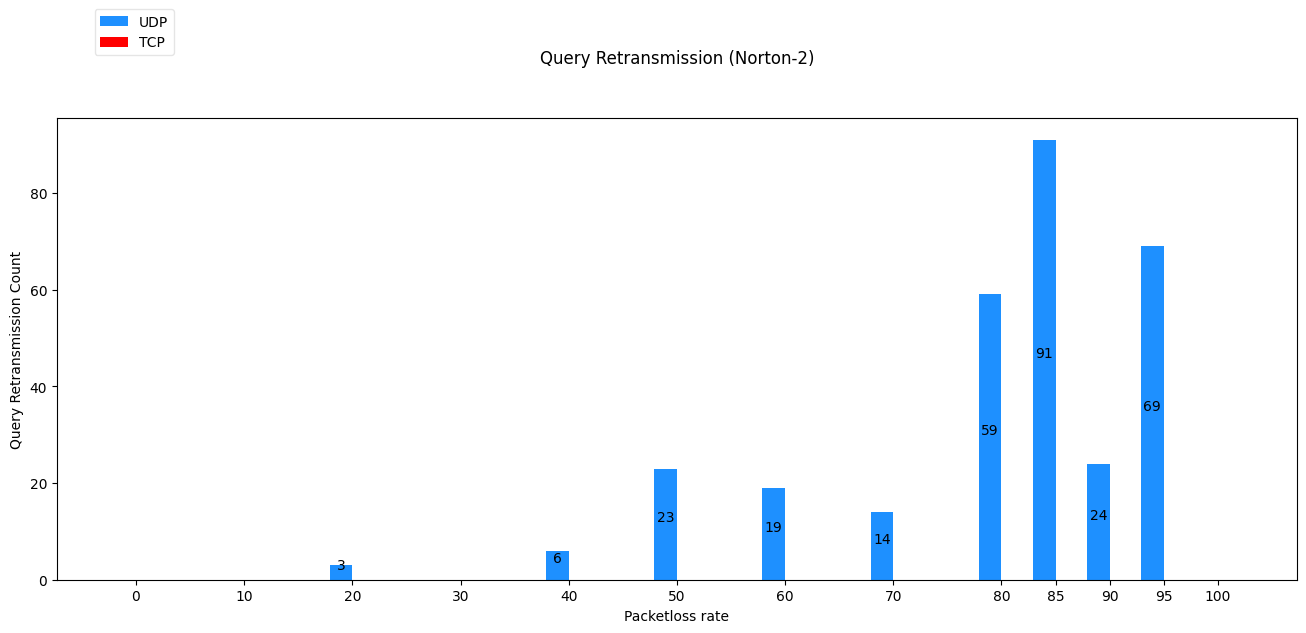 UDP
TCP
Query Retransmission (Norton-2)
Query Retransmission Count
80
60
40
20
0
3
6
23
19
14
59
91
24
69
0 10 20 30 40 50 60 70 80 85 90 95 100
Packetloss rate